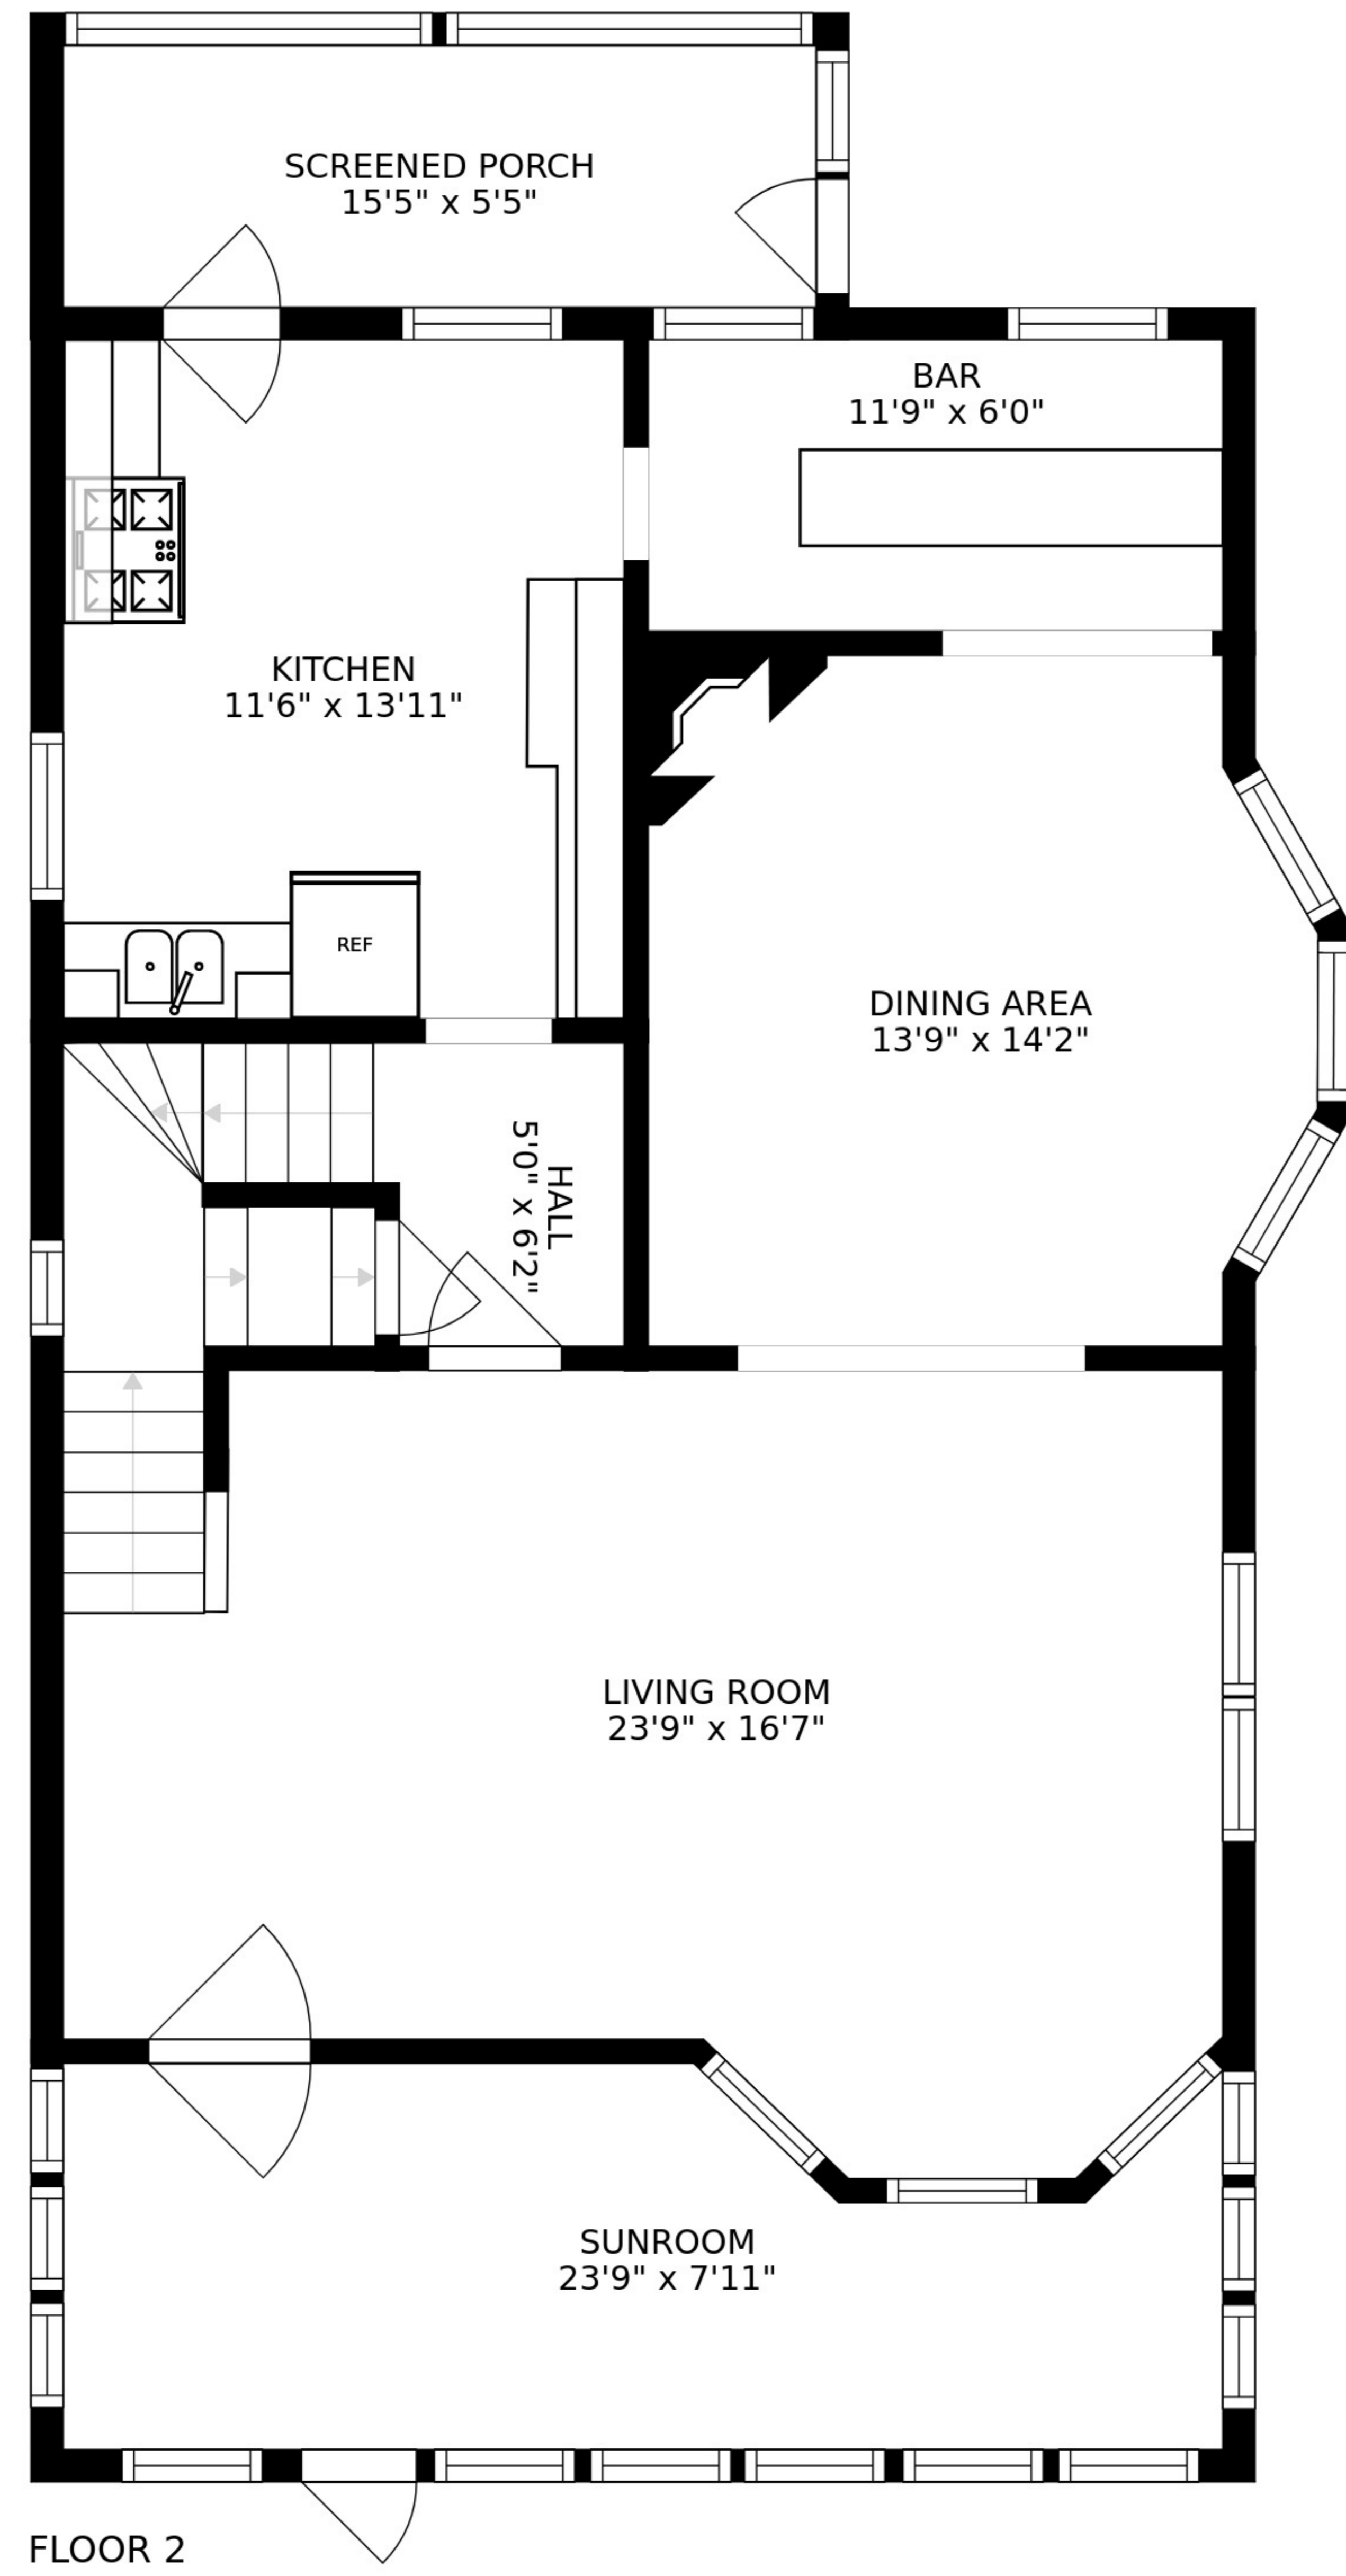 SCREENED PORCH
15'5" x 5'5"
BAR
11'9" x 6'0"
KITCHEN
11'6" x 13'11"
REF
DINING AREA
13'9" x 14'2"
HALL
5'0" x 6'2"
LIVING ROOM
23'9" x 16'7"
SUNROOM
23'9" x 7'11"
FLOOR 2